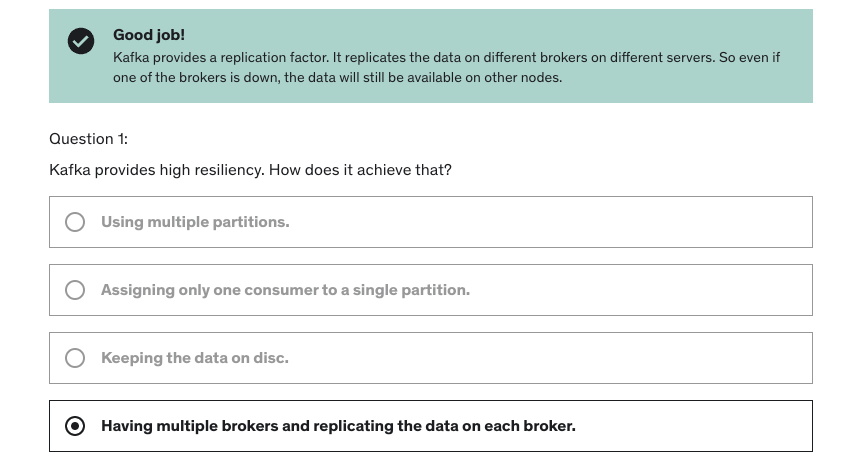 Good job!
Kafka provides a replication factor. It replicates the data on different brokers on different servers. So even if
one of the brokers is down, the data will still be available on other nodes.
Question 1:
Kafka provides high resiliency. How does it achieve that?
Using multiple partitions.
Assigning only one consumer to a single partition.
Keeping the data on disc.
Having multiple brokers and replicating the data on each broker.